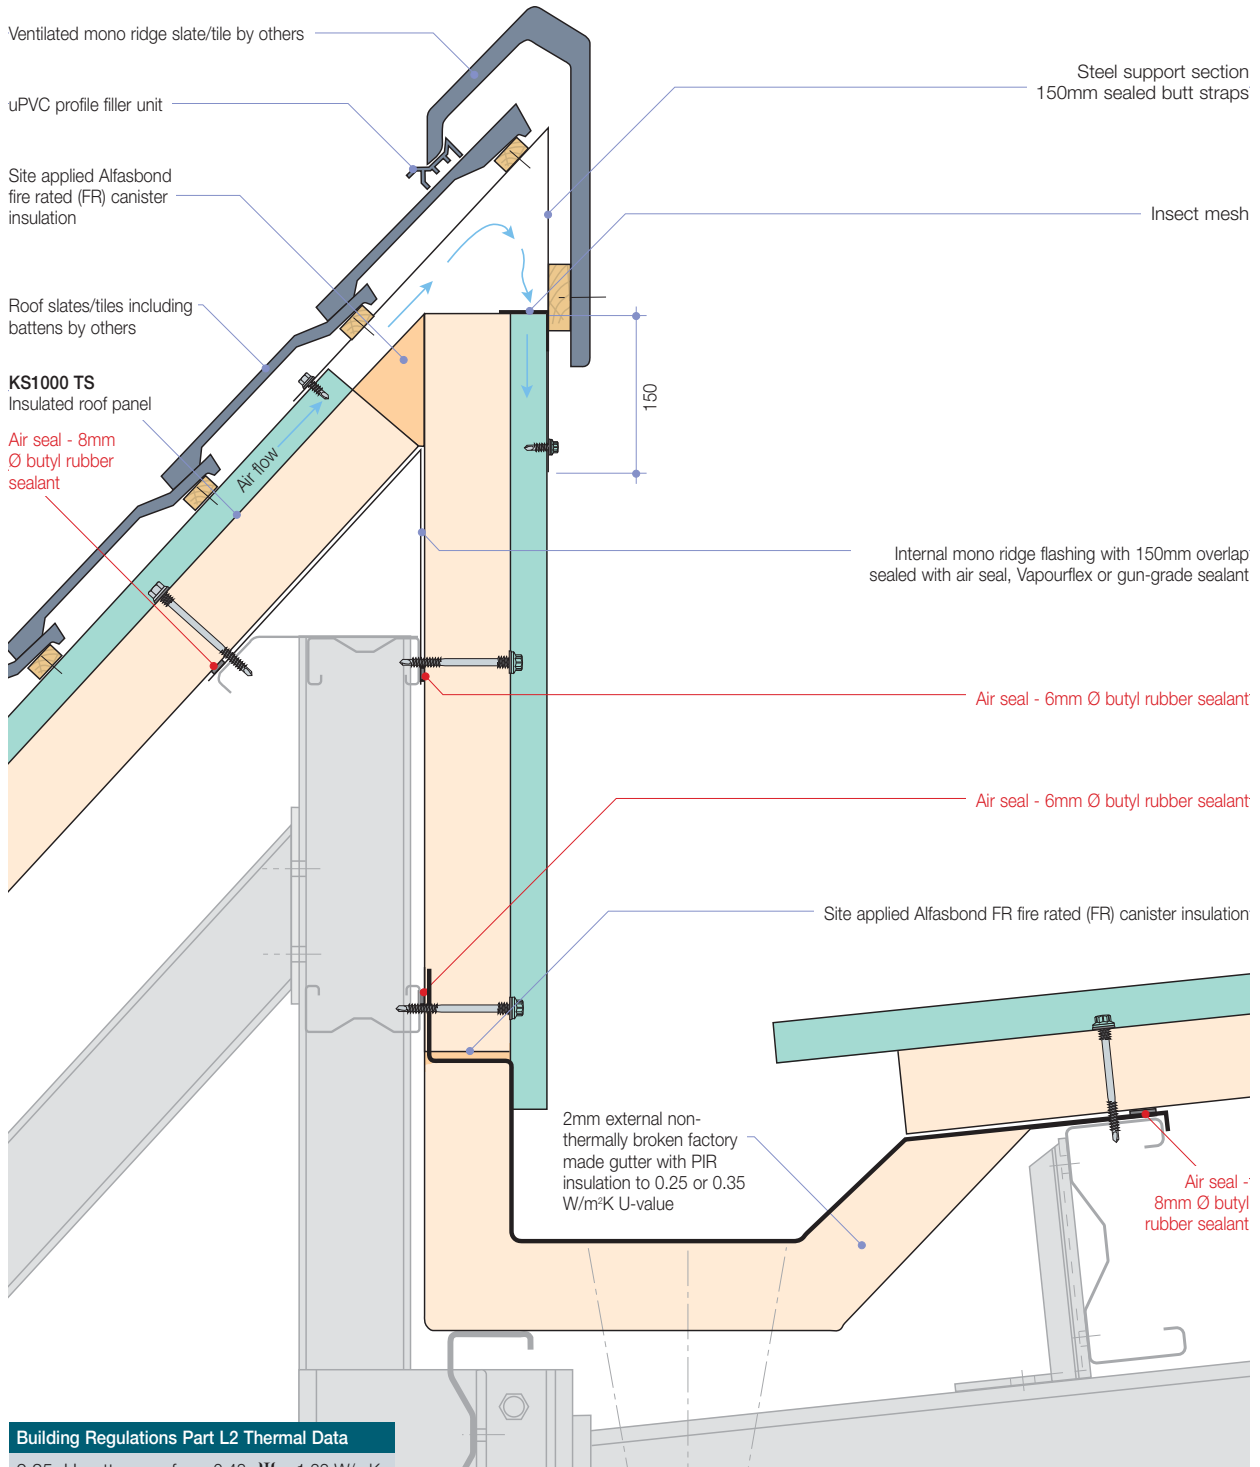 Ventilated mono ridge slate/tile by others
uPVC profile filler unit
Site applied Alfasbond
fire rated (FR) canister
insulation
Roof slates/tiles including
battens by others
KS1000 TS
Insulated roof panel
Air seal - 8mm
Ø butyl rubber
sealant
Air flow
Steel support section
150mm sealed butt straps
Insect mesh
150
Internal mono ridge flashing with 150mm overlap
sealed with air seal, Vapourflex or gun-grade sealant
Air seal - 6mm Ø butyl rubber sealant
Air seal - 6mm Ø butyl rubber sealant
Site applied Alfasbond FR fire rated (FR) canister insulation
2mm external non-
thermally broken factory
made gutter with PIR
insulation to 0.25 or 0.35
W/m²K U-value
Air seal -
8mm Ø butyl
rubber sealant
Building Regulations Part L2 Thermal Data